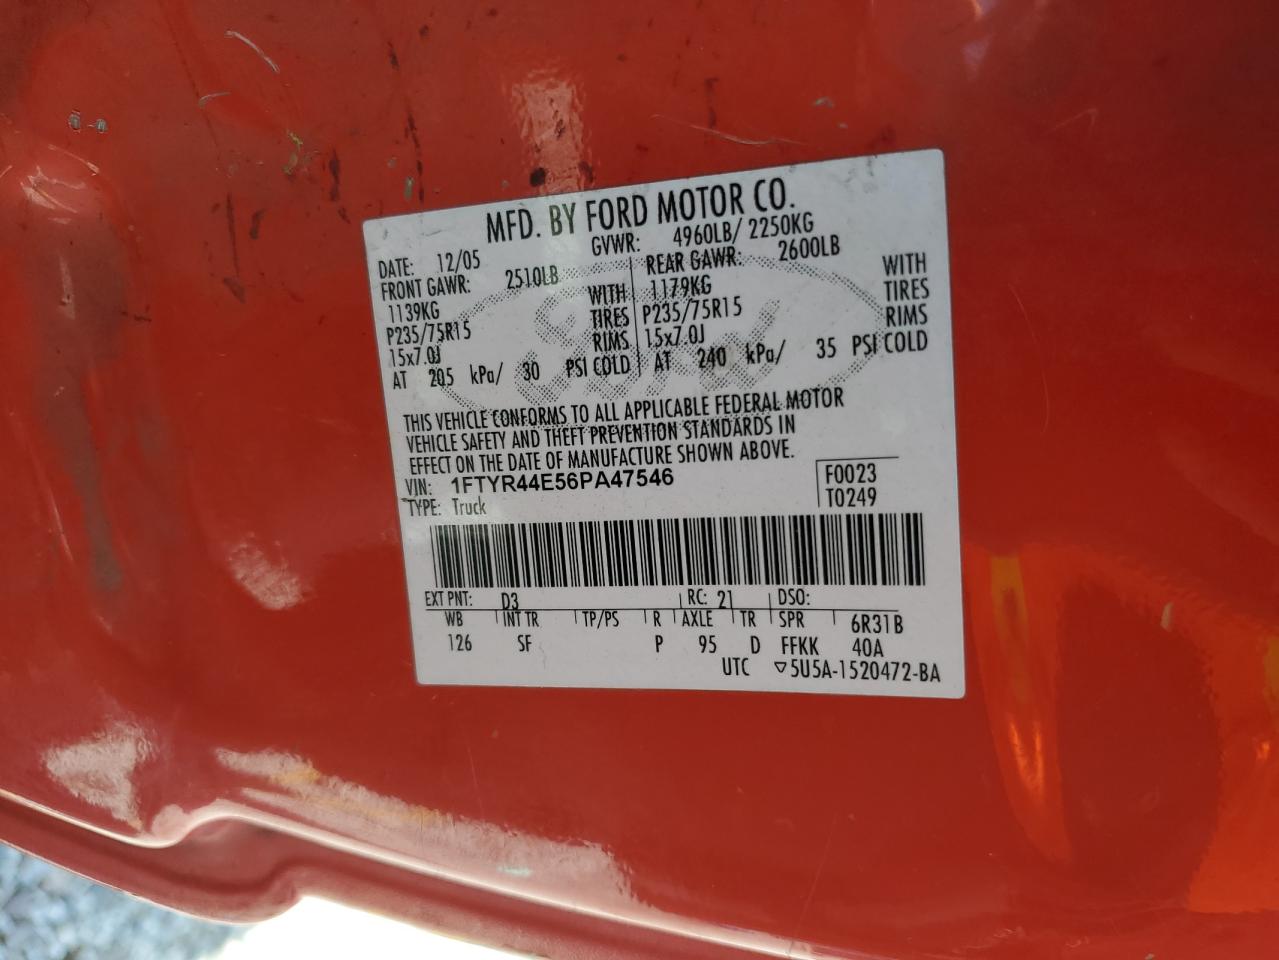 MFD. BY FORD MOTOR CO.
DATE: 12/05 GVWR: 4960LB/ 2250KG
FRONT GAWR: 2510LB
1139KG WITH
P235/75R15 TIRES
15x7.0J RIMS
AT 205 kPa/ 30 PSI COLD
REAR GAWR: 2600LB
1179KG WITH
P235/75R15 TIRES
15x7.0J RIMS
AT 240 kPa/ 35 PSI COLD
Ford
THIS VEHICLE CONFORMS TO ALL APPLICABLE FEDERAL MOTOR
VEHICLE SAFETY AND THEFT PREVENTION STANDARDS IN
EFFECT ON THE DATE OF MANUFACTURE SHOWN ABOVE.
VIN: 1FTYR44E56PA47546 F0023
TYPE: Truck T0249
EXT PNT: D3 RC: 21 DSO:
WB INT TR TP/PS R AXLE TR SPR 6R31B
126 SF P 95 D FFKK 40A
UTC ▽5U5A-1520472-BA